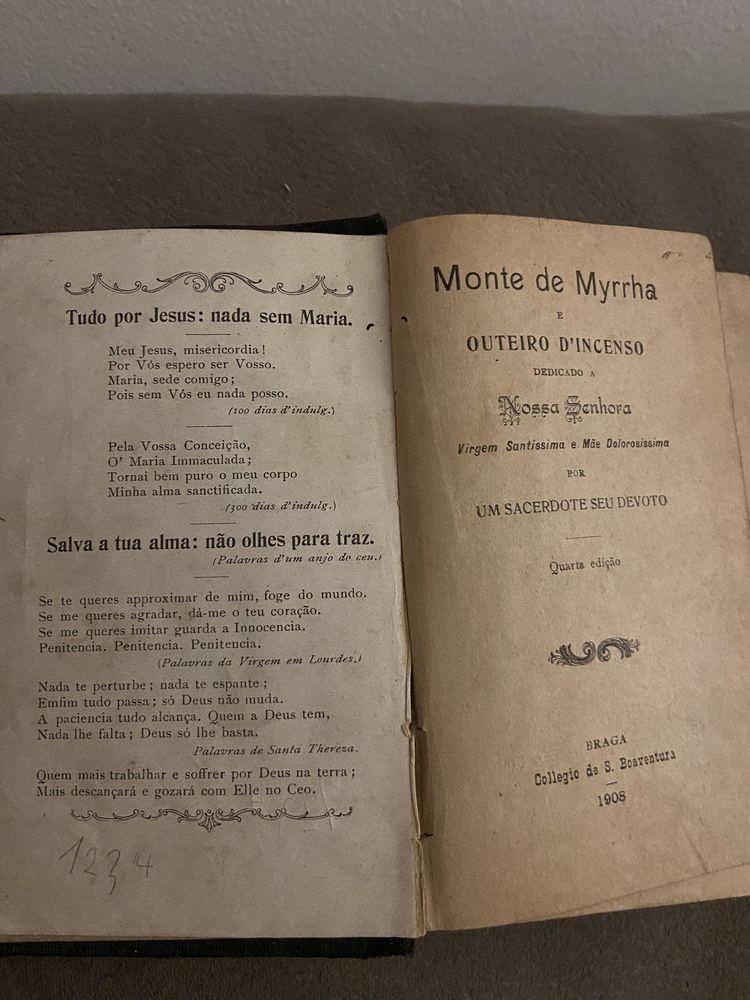 Tudo por Jesus: nada sem Maria.
Meu Jesus, misericordia!
Por Vós espero ser Vosso.
Maria, sede comigo;
Pois sem Vós eu nada posso.
(100 dias d'indulg.)
Pela Vossa Conceição,
O' Maria Immaculada;
Tornai bem puro o meu corpo
Minha alma sanctificada.
(300 dias d'indulg.)
Salva a tua alma: não olhes para traz.
(Palavras d'um anjo do ceu.)
Se te queres approximar de mim, foge do mundo.
Se me queres agradar, dá-me o teu coração.
Se me queres imitar guarda a Innocencia.
Penitencia. Penitencia. Penitencia.
(Palavras da Virgem em Lourdes.)
Nada te perturbe; nada te espante;
Emfim tudo passa; só Deus não muda.
A paciencia tudo alcança. Quem a Deus tem,
Nada lhe falta; Deus só lhe basta.
Palavras de Santa Thereza.
Quem mais trabalhar e soffrer por Deus na terra;
Mais descançará e gozará com Elle no Ceo.
1234
Monte de Myrrha
E
OUTEIRO D'INCENSO
DEDICADO A
Nossa Senhora
Virgem Santissima e Mãe Dolorosissima
POR
UM SACERDOTE SEU DEVOTO
Quarta edição
BRAGA
Collegio de S. Boaventura
1908